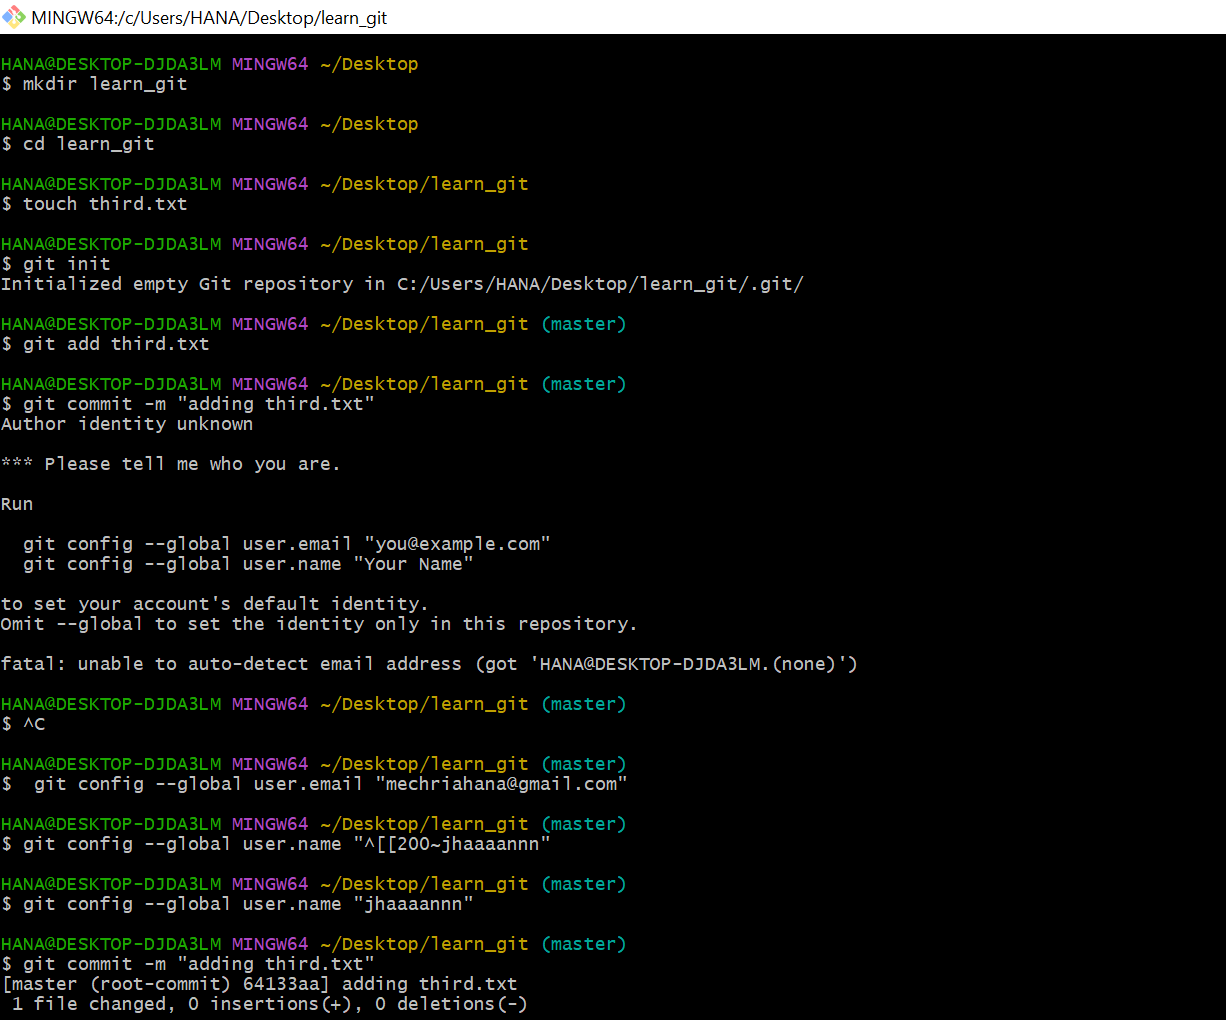 MINGW64:/c/Users/HANA/Desktop/learn_git
HANA@DESKTOP-DJDA3LM MINGW64 ~/Desktop
$ mkdir learn_git
HANA@DESKTOP-DJDA3LM MINGW64 ~/Desktop
$ cd learn_git
HANA@DESKTOP-DJDA3LM MINGW64 ~/Desktop/learn_git
$ touch third.txt
HANA@DESKTOP-DJDA3LM MINGW64 ~/Desktop/learn_git
$ git init
Initialized empty Git repository in C:/Users/HANA/Desktop/learn_git/.git/
HANA@DESKTOP-DJDA3LM MINGW64 ~/Desktop/learn_git (master)
$ git add third.txt
HANA@DESKTOP-DJDA3LM MINGW64 ~/Desktop/learn_git (master)
$ git commit -m "adding third.txt"
Author identity unknown
*** Please tell me who you are.
Run
  git config --global user.email "you@example.com"
  git config --global user.name "Your Name"
to set your account's default identity.
Omit --global to set the identity only in this repository.
fatal: unable to auto-detect email address (got 'HANA@DESKTOP-DJDA3LM.(none)')
HANA@DESKTOP-DJDA3LM MINGW64 ~/Desktop/learn_git (master)
$ ^C
HANA@DESKTOP-DJDA3LM MINGW64 ~/Desktop/learn_git (master)
$  git config --global user.email "mechriahana@gmail.com"
HANA@DESKTOP-DJDA3LM MINGW64 ~/Desktop/learn_git (master)
$ git config --global user.name "^[[200~jhaaaannn"
HANA@DESKTOP-DJDA3LM MINGW64 ~/Desktop/learn_git (master)
$ git config --global user.name "jhaaaannn"
HANA@DESKTOP-DJDA3LM MINGW64 ~/Desktop/learn_git (master)
$ git commit -m "adding third.txt"
[master (root-commit) 64133aa] adding third.txt
 1 file changed, 0 insertions(+), 0 deletions(-)